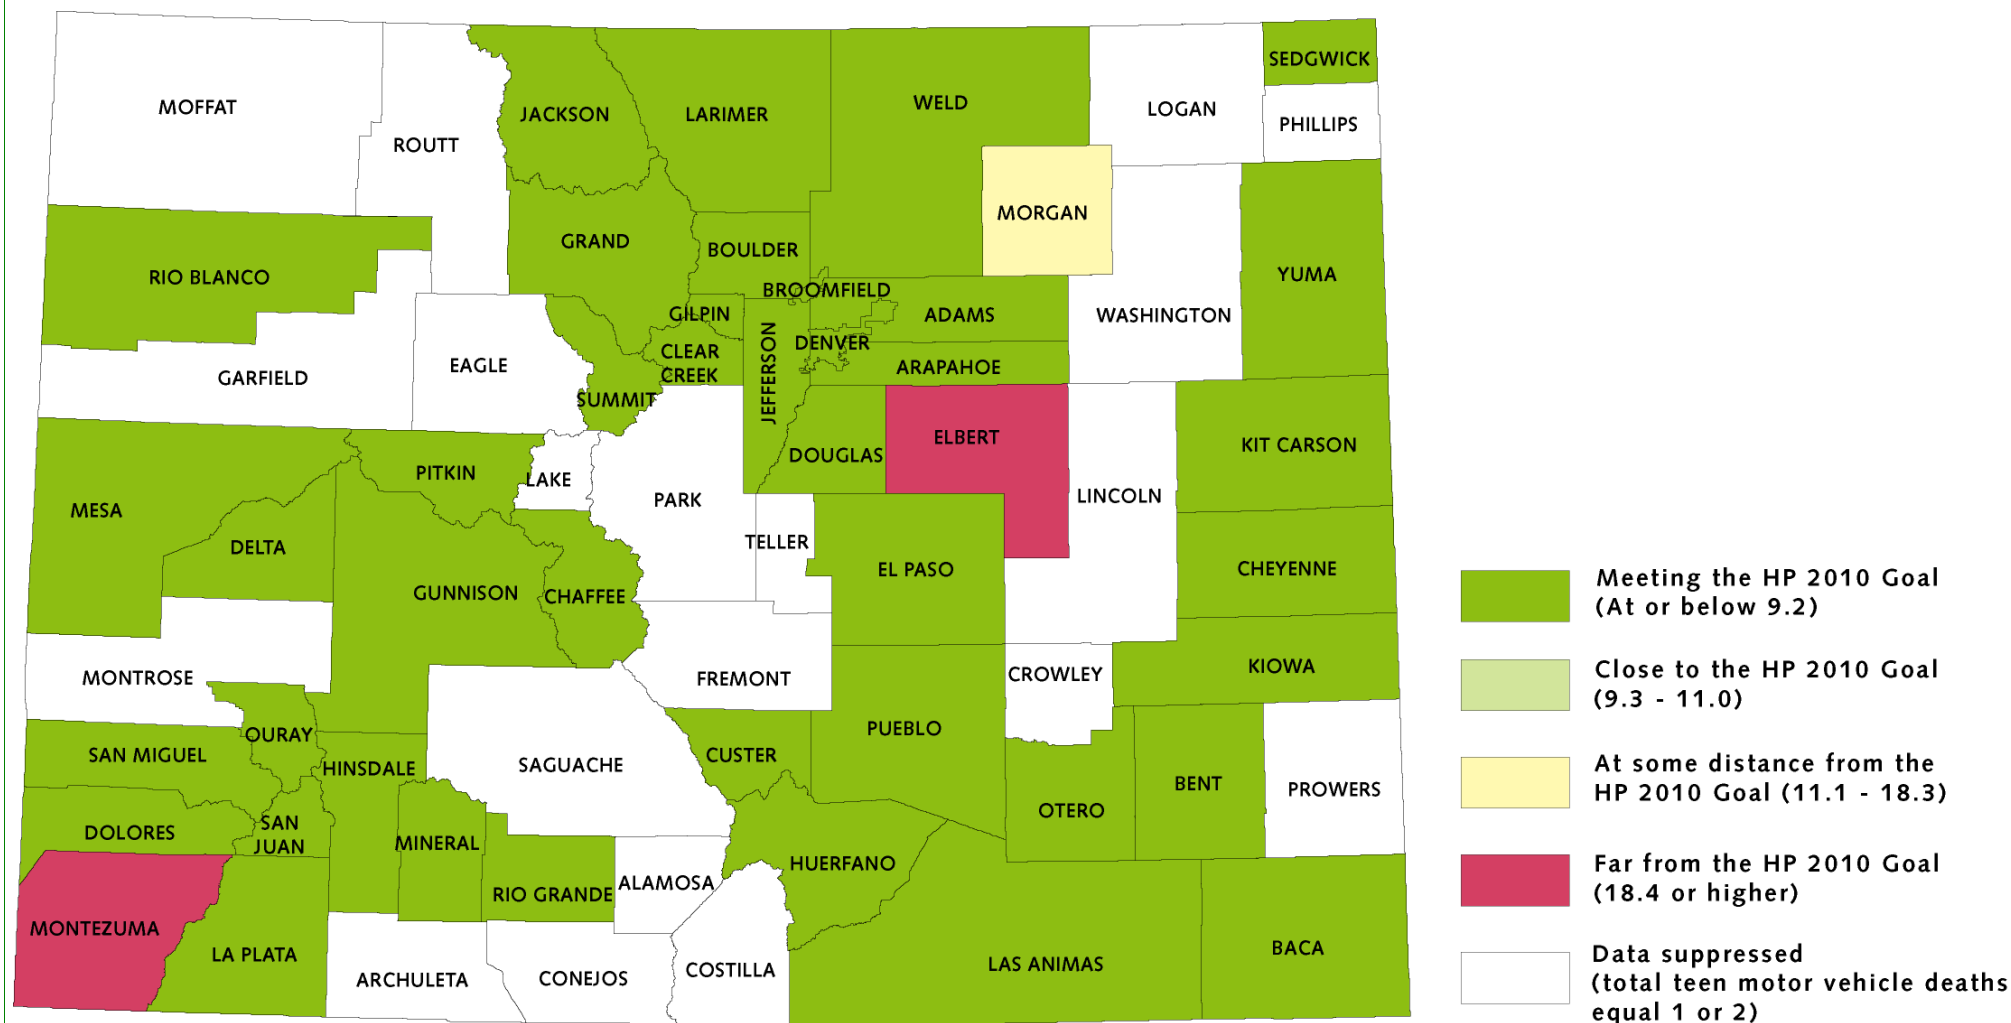 SEDGWICK
WELD
MOFFAT
LOGAN
JACKSON
LARIMER
PHILLIPS
ROUTT
MORGAN
GRAND
BOULDER
YUMA
RIO BLANCO
BROOMFIELD
GILPIN
ADAMS
WASHINGTON
DENVER
CLEAR
CREEK
EAGLE
ARAPAHOE
JEFFERSON
GARFIELD
SUMMIT
ELBERT
KIT CARSON
DOUGLAS
PITKIN
LAKE
LINCOLN
PARK
MESA
TELLER
DELTA
EL PASO
CHEYENNE
GUNNISON
CHAFFEE
KIOWA
CROWLEY
MONTROSE
FREMONT
PUEBLO
OURAY
SAN MIGUEL
CUSTER
SAGUACHE
HINSDALE
BENT
PROWERS
OTERO
SAN
JUAN
DOLORES
MINERAL
HUERFANO
ALAMOSA
RIO GRANDE
MONTEZUMA
BACA
LA PLATA
LAS ANIMAS
COSTILLA
CONEJOS
ARCHULETA
Meeting the HP 2010 Goal
(At or below 9.2)
Close to the HP 2010 Goal
(9.3 - 11.0)
At some distance from the
HP 2010 Goal (11.1 - 18.3)
Far from the HP 2010 Goal
(18.4 or higher)
Data suppressed
(total teen motor vehicle deaths
equal 1 or 2)